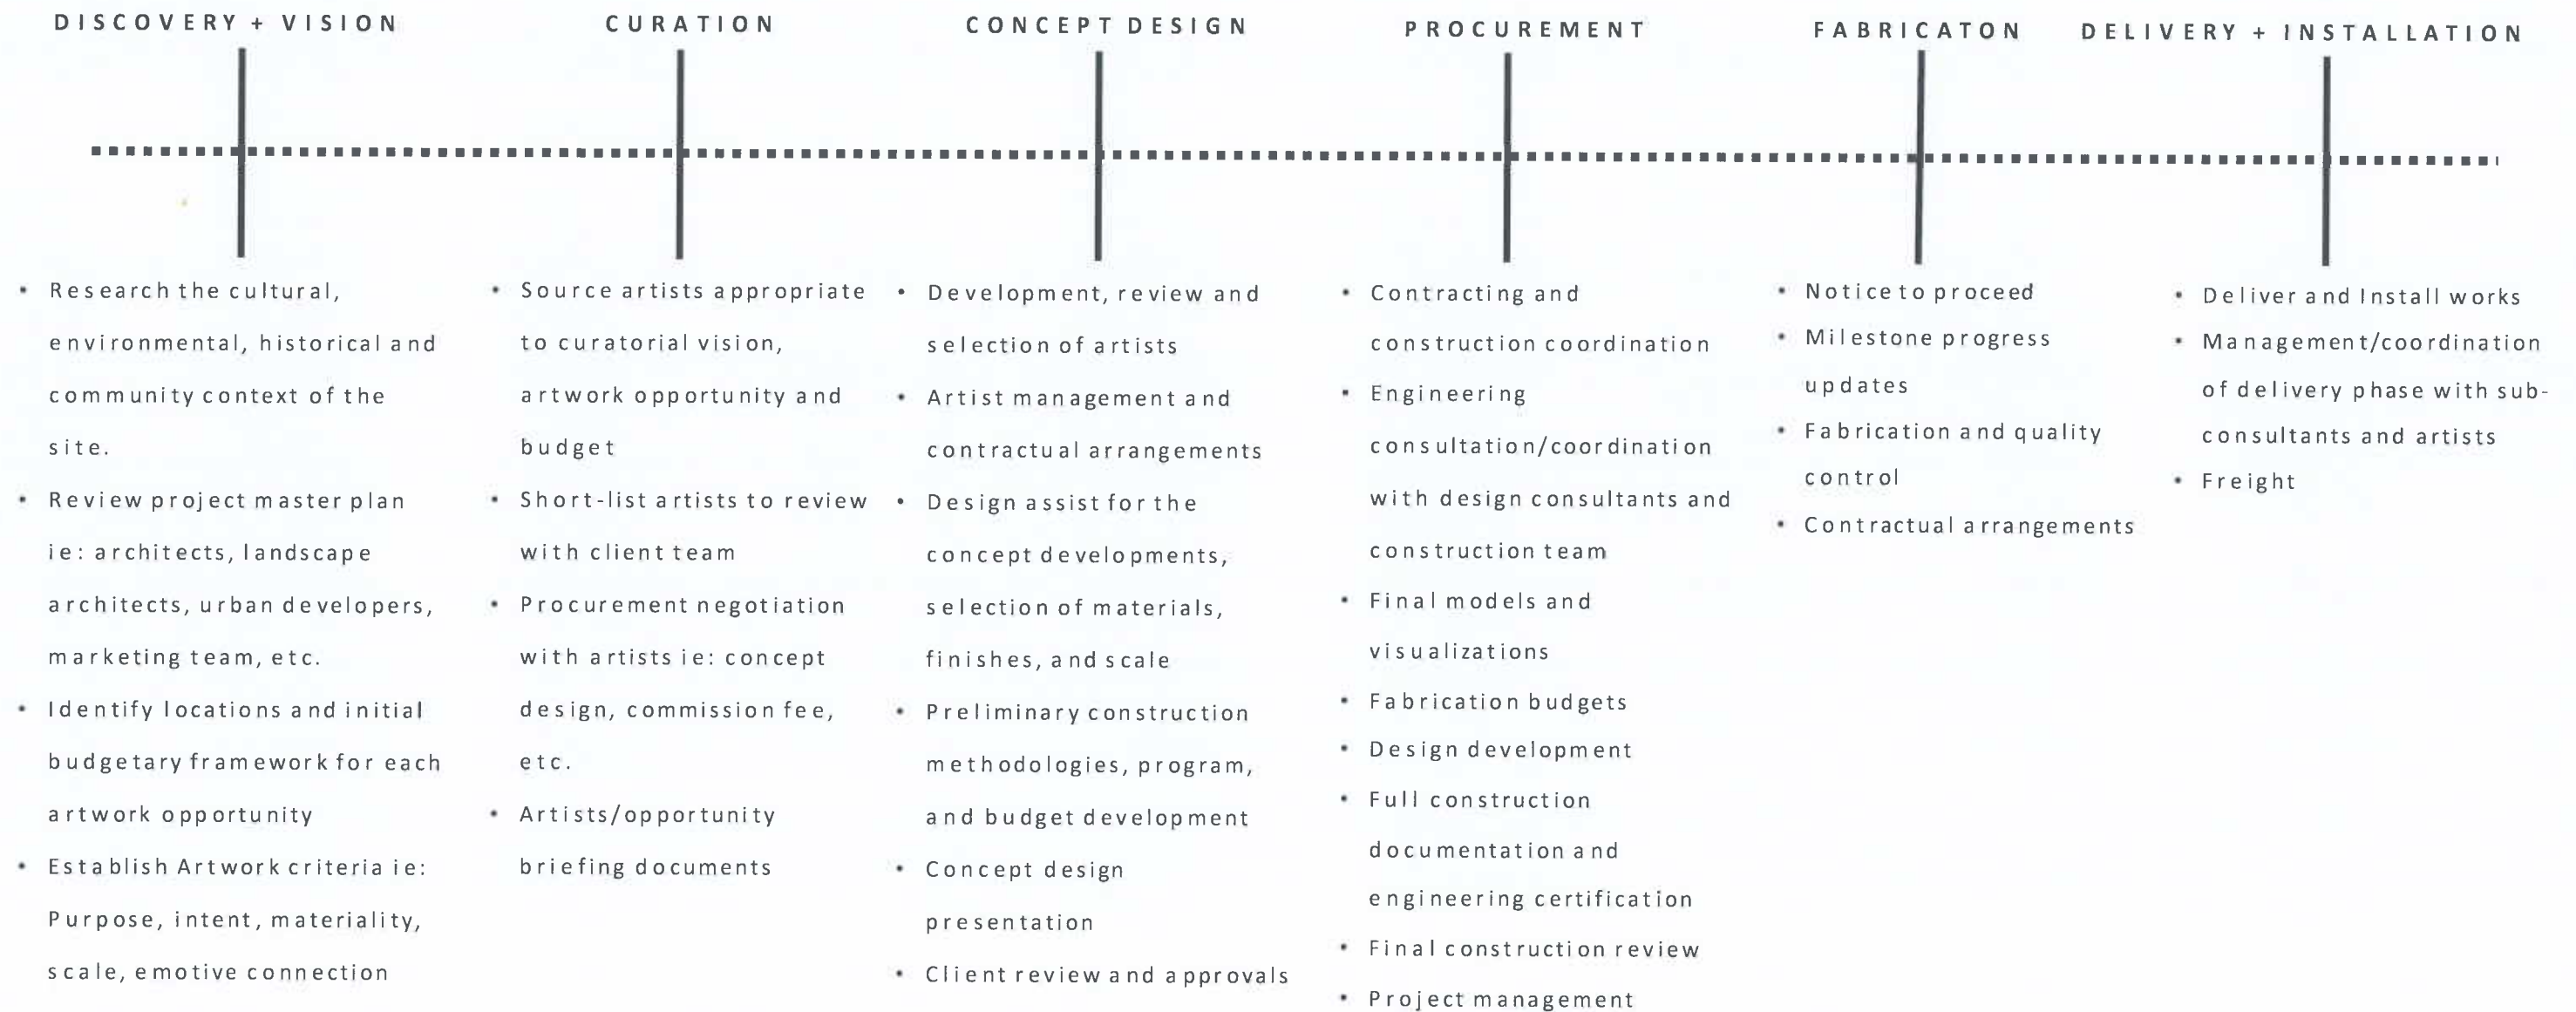 DISCOVERY + VISION
CURATION
CONCEPT DESIGN
PROCUREMENT
FABRICATON
DELIVERY + INSTALLATION
• Research the cultural,
environmental, historical and
community context of the
site.
• Review project master plan
ie: architects, landscape
architects, urban developers,
marketing team, etc.
• Identify locations and initial
budgetary framework for each
artwork opportunity
• Establish Artwork criteria ie:
Purpose, intent, materiality,
scale, emotive connection
• Source artists appropriate
to curatorial vision,
artwork opportunity and
budget
• Short-list artists to review
with client team
• Procurement negotiation
with artists ie: concept
design, commission fee,
etc.
• Artists/opportunity
briefing documents
• Development, review and
selection of artists
• Artist management and
contractual arrangements
• Design assist for the
concept developments,
selection of materials,
finishes, and scale
• Preliminary construction
methodologies, program,
and budget development
• Concept design
presentation
• Client review and approvals
• Contracting and
construction coordination
• Engineering
consultation/coordination
with design consultants and
construction team
• Final models and
visualizations
• Fabrication budgets
• Design development
• Full construction
documentation and
engineering certification
• Final construction review
• Project management
• Notice to proceed
• Milestone progress
updates
• Fabrication and quality
control
• Contractual arrangements
• Deliver and Install works
• Management/coordination
of delivery phase with sub-
consultants and artists
• Freight